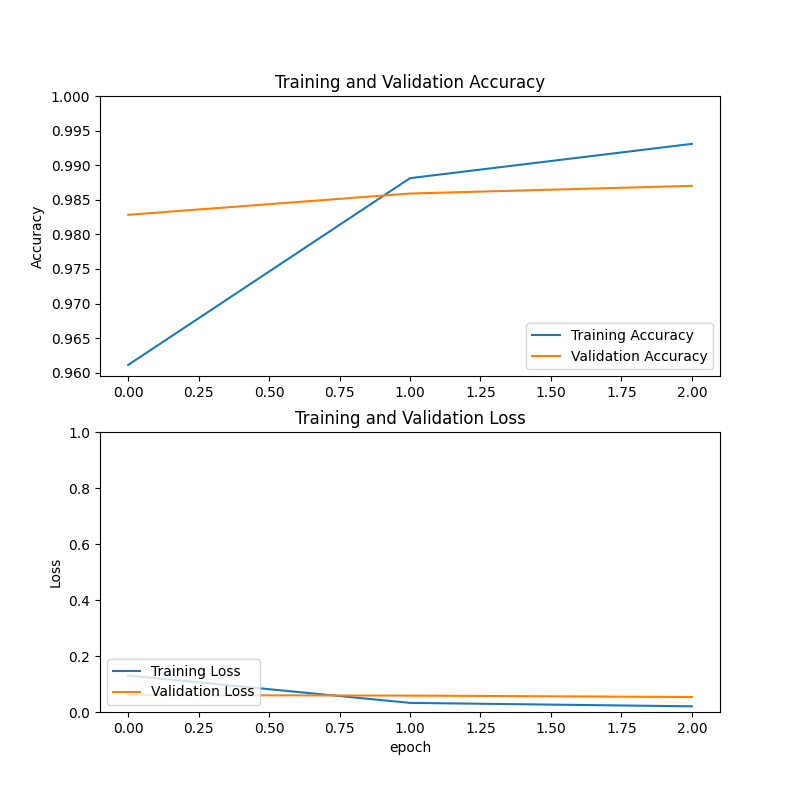 Training and Validation Accuracy
1.000
0.995
0.990
0.985
0.980
0.975
0.970
0.965
0.960
Accuracy
Training Accuracy
Validation Accuracy
0.00 0.25 0.50 0.75 1.00 1.25 1.50 1.75 2.00
Training and Validation Loss
1.0
0.8
0.6
0.4
0.2
0.0
Loss
Training Loss
Validation Loss
0.00 0.25 0.50 0.75 1.00 1.25 1.50 1.75 2.00
epoch